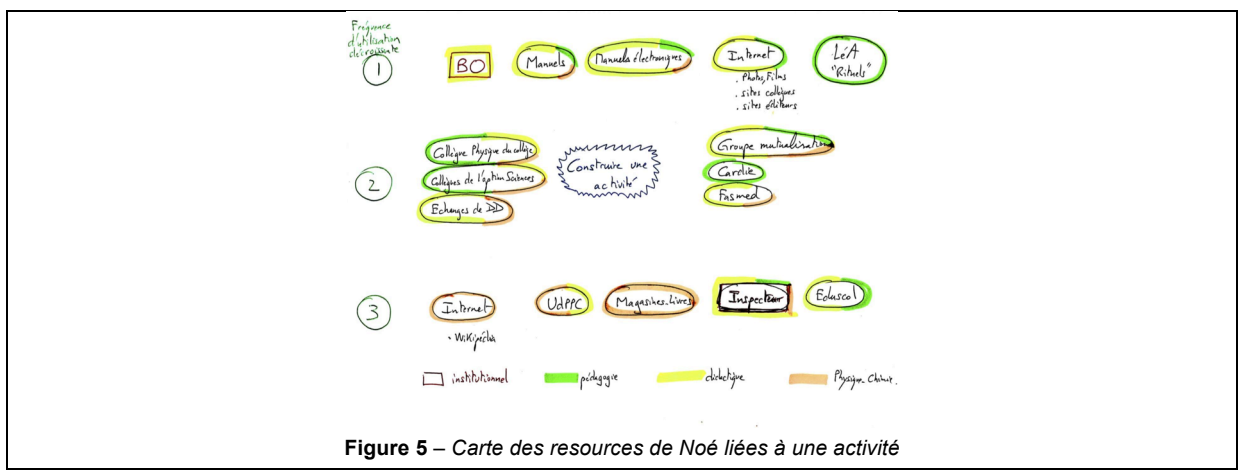 Fréquence
d'utilisation
décroissante
1
BO
Manuels
Manuels électroniques
Internet
. Photos, Films
. sites collègues
. sites éditeurs
LéA
"Rituels"
2
Collègue Physique du collège
Collègues de l'option Sciences
Echanges de DD
Construire une
activité
Groupe mutualisation
Cardie
Fasmed
3
Internet
. Wikipédia
UdPPC
Magasines-Livres
Inspecteur
Eduscol
institutionnel
pédagogie
didactique
Physique-Chimie.
Figure 5 – Carte des resources de Noé liées à une activité